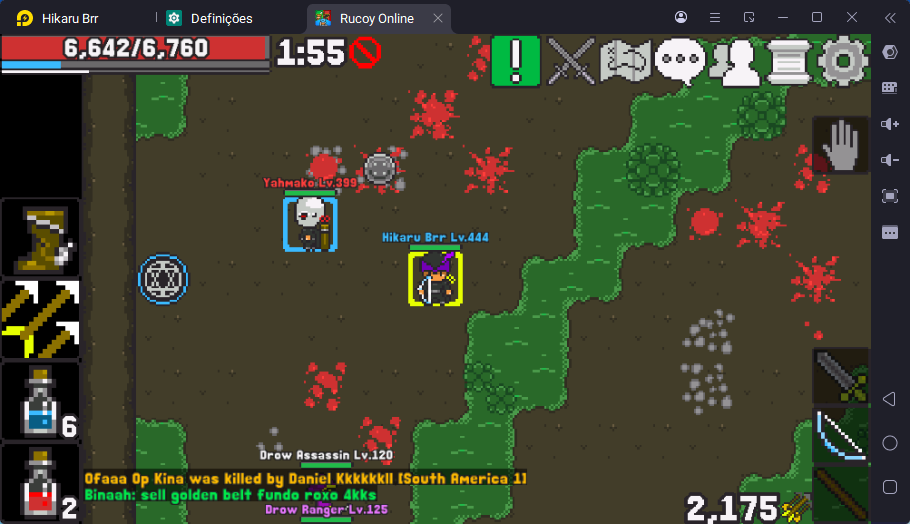 Hikaru Brr
Definições
Rucoy Online
6,642/6,760
1:55
Yahmako Lv.399
Hikaru Brr Lv.444
6
2
Drow Assassin Lv.120
Ofaaa Op Kina was killed by Daniel Kkkkkkll [South America 1]
Binaah: sell golden belt fundo roxo 4kks
Drow Ranger Lv.125
2,175